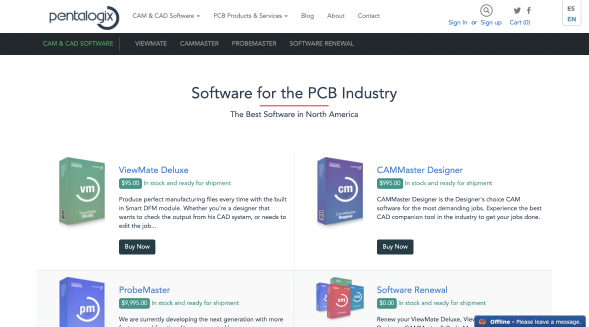 pentalogix
CAM & CAD Software
PCB Products & Services
Blog
About
Contact
Sign In or Sign up Cart (0)
ES
EN
CAM & CAD SOFTWARE
VIEWMATE
CAMMASTER
PROBEMASTER
SOFTWARE RENEWAL
Software for the PCB Industry
The Best Software in North America
vm
ViewMate Deluxe
$95.00 In stock and ready for shipment
Produce perfect manufacturing files every time with the built
in Smart DFM module. Whether you're a designer that
wants to check the output from his CAD system, or needs to
edit the job...
Buy Now
cm
CAMMaster Designer
$995.00 In stock and ready for shipment
CAMMaster Designer is the Designer's choice CAM
software for the most demanding jobs. Experience the best
CAD companion tool in the industry to get your jobs done.
Buy Now
pm
ProbeMaster
$9,995.00 In stock and ready for shipment
We are currently developing the next generation with more
Software Renewal
$0.00 In stock and ready for shipment
Renew your ViewMate Deluxe,
Offline - Please leave a message.